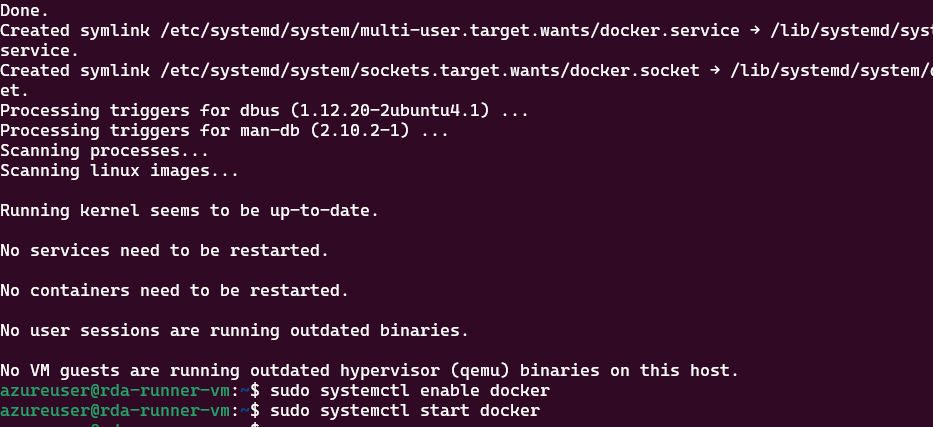 Done.
Created symlink /etc/systemd/system/multi-user.target.wants/docker.service → /lib/systemd/syst
service.
Created symlink /etc/systemd/system/sockets.target.wants/docker.socket → /lib/systemd/system/
et.
Processing triggers for dbus (1.12.20-2ubuntu4.1) ...
Processing triggers for man-db (2.10.2-1) ...
Scanning processes...
Scanning linux images...
Running kernel seems to be up-to-date.
No services need to be restarted.
No containers need to be restarted.
No user sessions are running outdated binaries.
No VM guests are running outdated hypervisor (qemu) binaries on this host.
azureuser@rda-runner-vm:~$ sudo systemctl enable docker
azureuser@rda-runner-vm:~$ sudo systemctl start docker